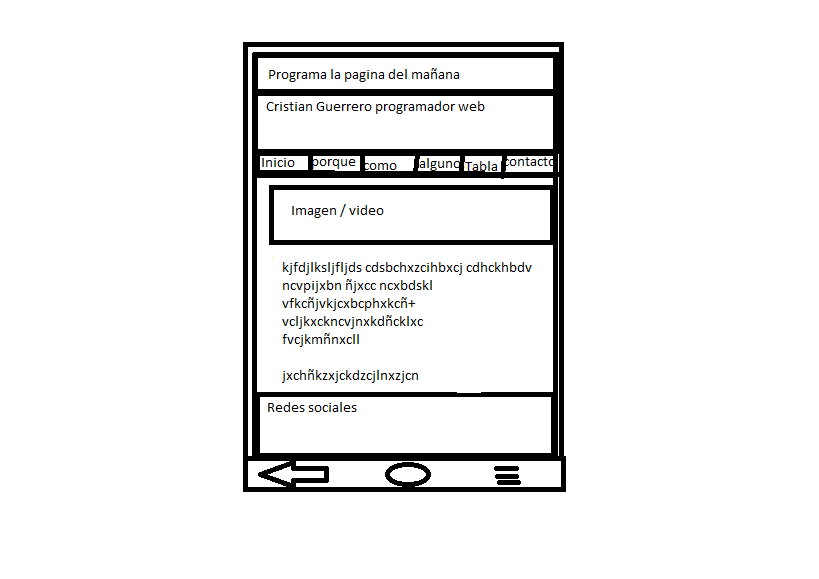 Programa la pagina del mañana
Cristian Guerrero programador web
Inicio porque como alguno Tabla contacto
Imagen / video
kjfdjlksljfljds cdsbchxzcihbxcj cdhckhbdv
ncvpijxbn ñjxcc ncxbdskl
vfkcñjvkjcxbcphxkcñ+
vcljkxckncvjnxkdñcklxc
fvcjkmñnxcll
jxchñkzxjckdzcjlnxzjcn
Redes sociales